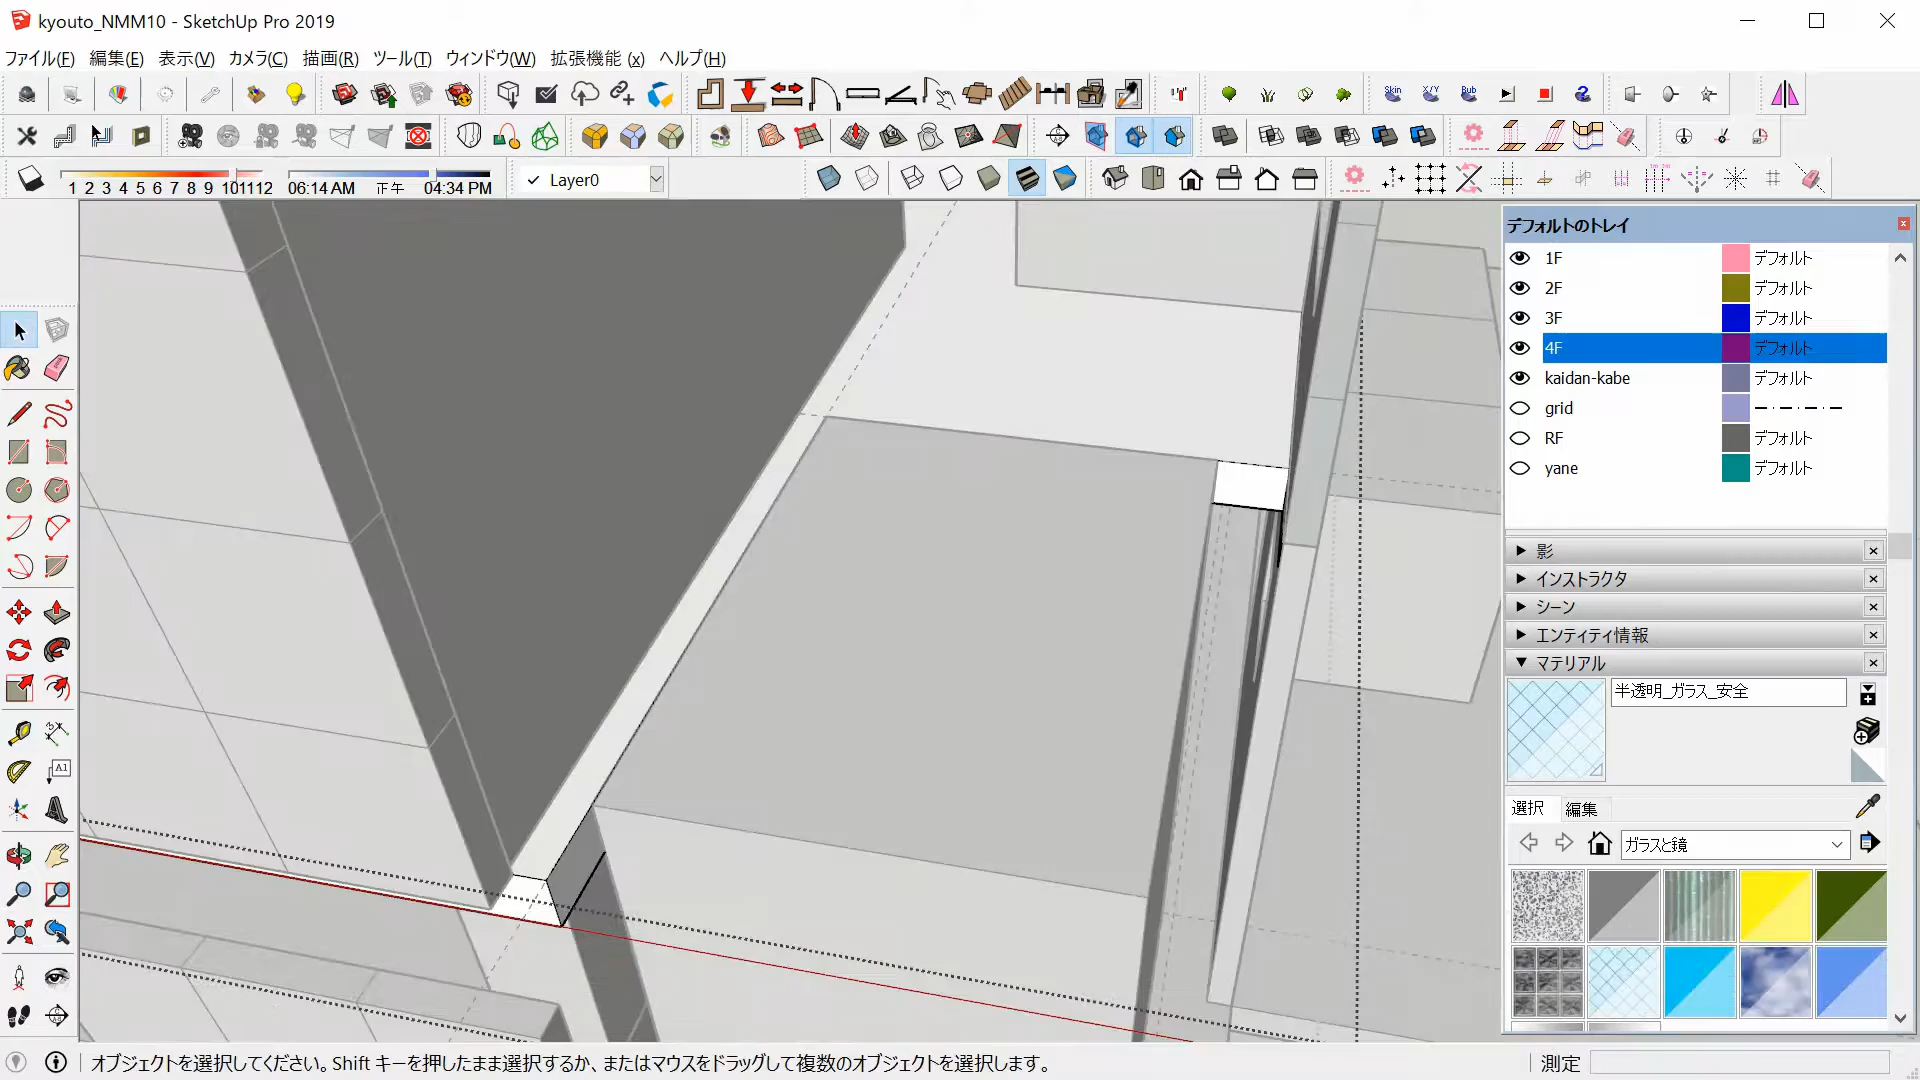 kyouto_NMM10 - SketchUp Pro 2019
ファイル(F) 編集(E) 表示(V) カメラ(C) 描画(R) ツール(T) ウィンドウ(W) 拡張機能 (x) ヘルプ(H)
Skin X/Y Bub
1 2 3 4 5 6 7 8 9 101112 06:14 AM 正午 04:34 PM
Layer0
デフォルトのトレイ
1F デフォルト
2F デフォルト
3F デフォルト
4F デフォルト
kaidan-kabe デフォルト
grid
RF デフォルト
yane デフォルト
影
インストラクタ
シーン
エンティティ情報
マテリアル
半透明_ガラス_安全
A1
選択 編集
ガラスと鏡
オブジェクトを選択してください。Shift キーを押したまま選択するか、またはマウスをドラッグして複数のオブジェクトを選択します。
測定